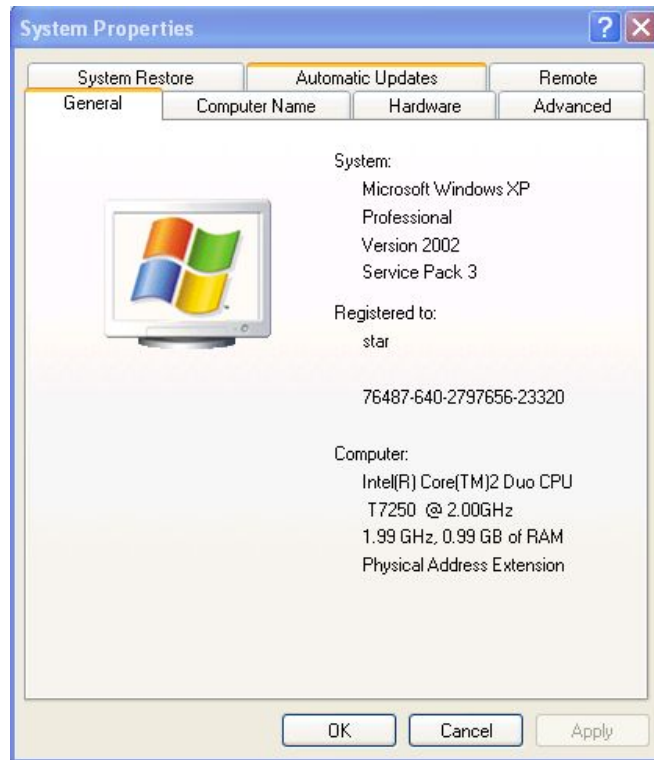 System Properties
System Restore
Automatic Updates
Remote
General
Computer Name
Hardware
Advanced
System:
Microsoft Windows XP
Professional
Version 2002
Service Pack 3
Registered to:
star
76487-640-2797656-23320
Computer:
Intel(R) Core(TM)2 Duo CPU
T7250 @ 2.00GHz
1.99 GHz, 0.99 GB of RAM
Physical Address Extension
OK
Cancel
Apply